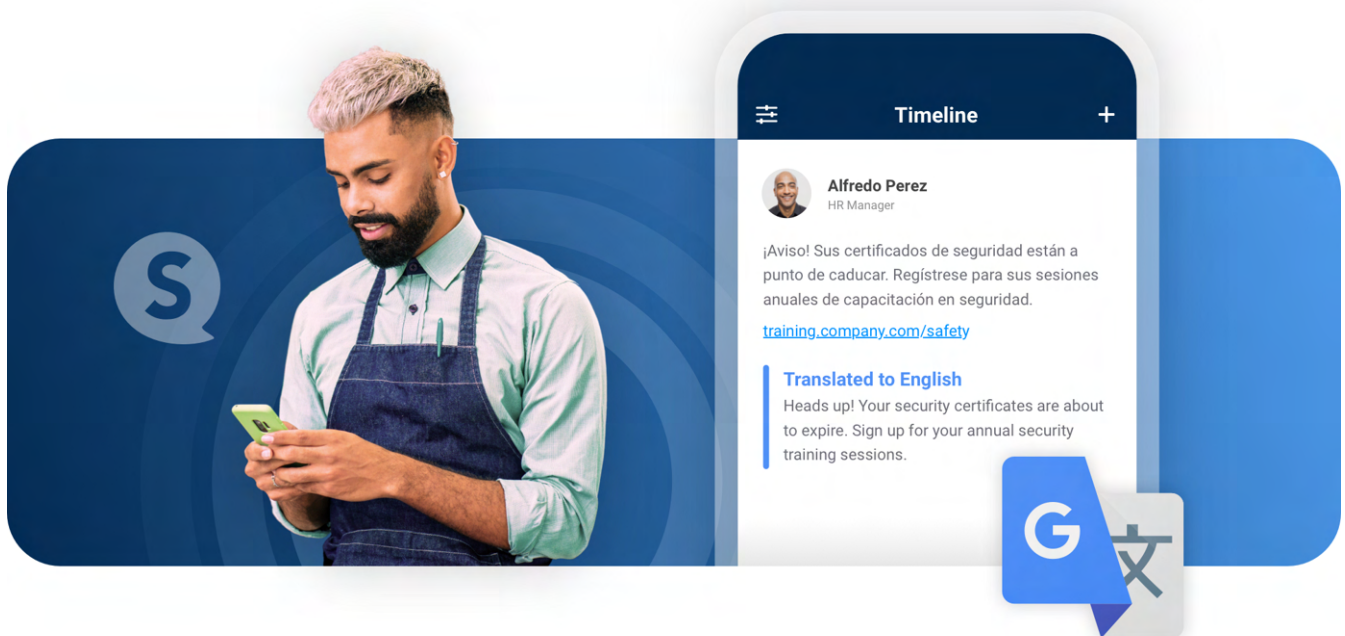 S
Timeline
Alfredo Perez
HR Manager
¡Aviso! Sus certificados de seguridad están a
punto de caducar. Regístrese para sus sesiones
anuales de capacitación en seguridad.
training.company.com/safety
Translated to English
Heads up! Your security certificates are about
to expire. Sign up for your annual security
training sessions.
G
文